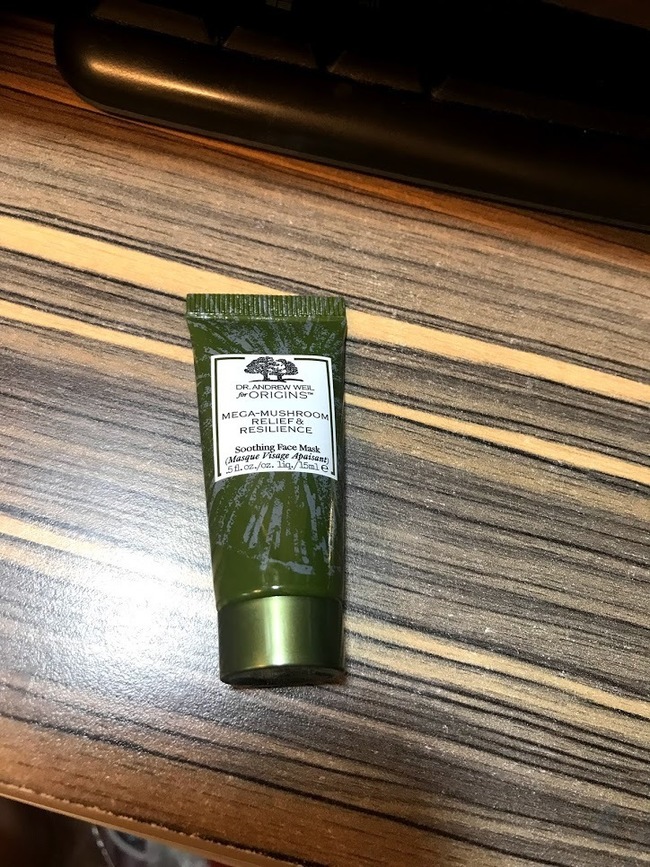 DR. ANDREW WEIL
for ORIGINS™
MEGA-MUSHROOM
RELIEF &
RESILIENCE
Soothing Face Mask
(Masque Visage Apaisant)
.5 fl.oz./oz. liq./15ml e